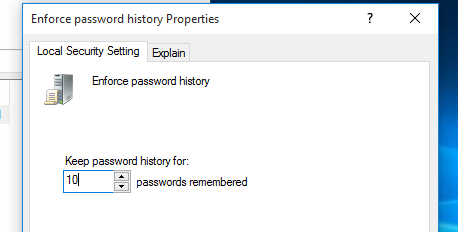 Enforce password history Properties
? 
Local Security Setting Explain
Enforce password history
Keep password history for:
10 passwords remembered